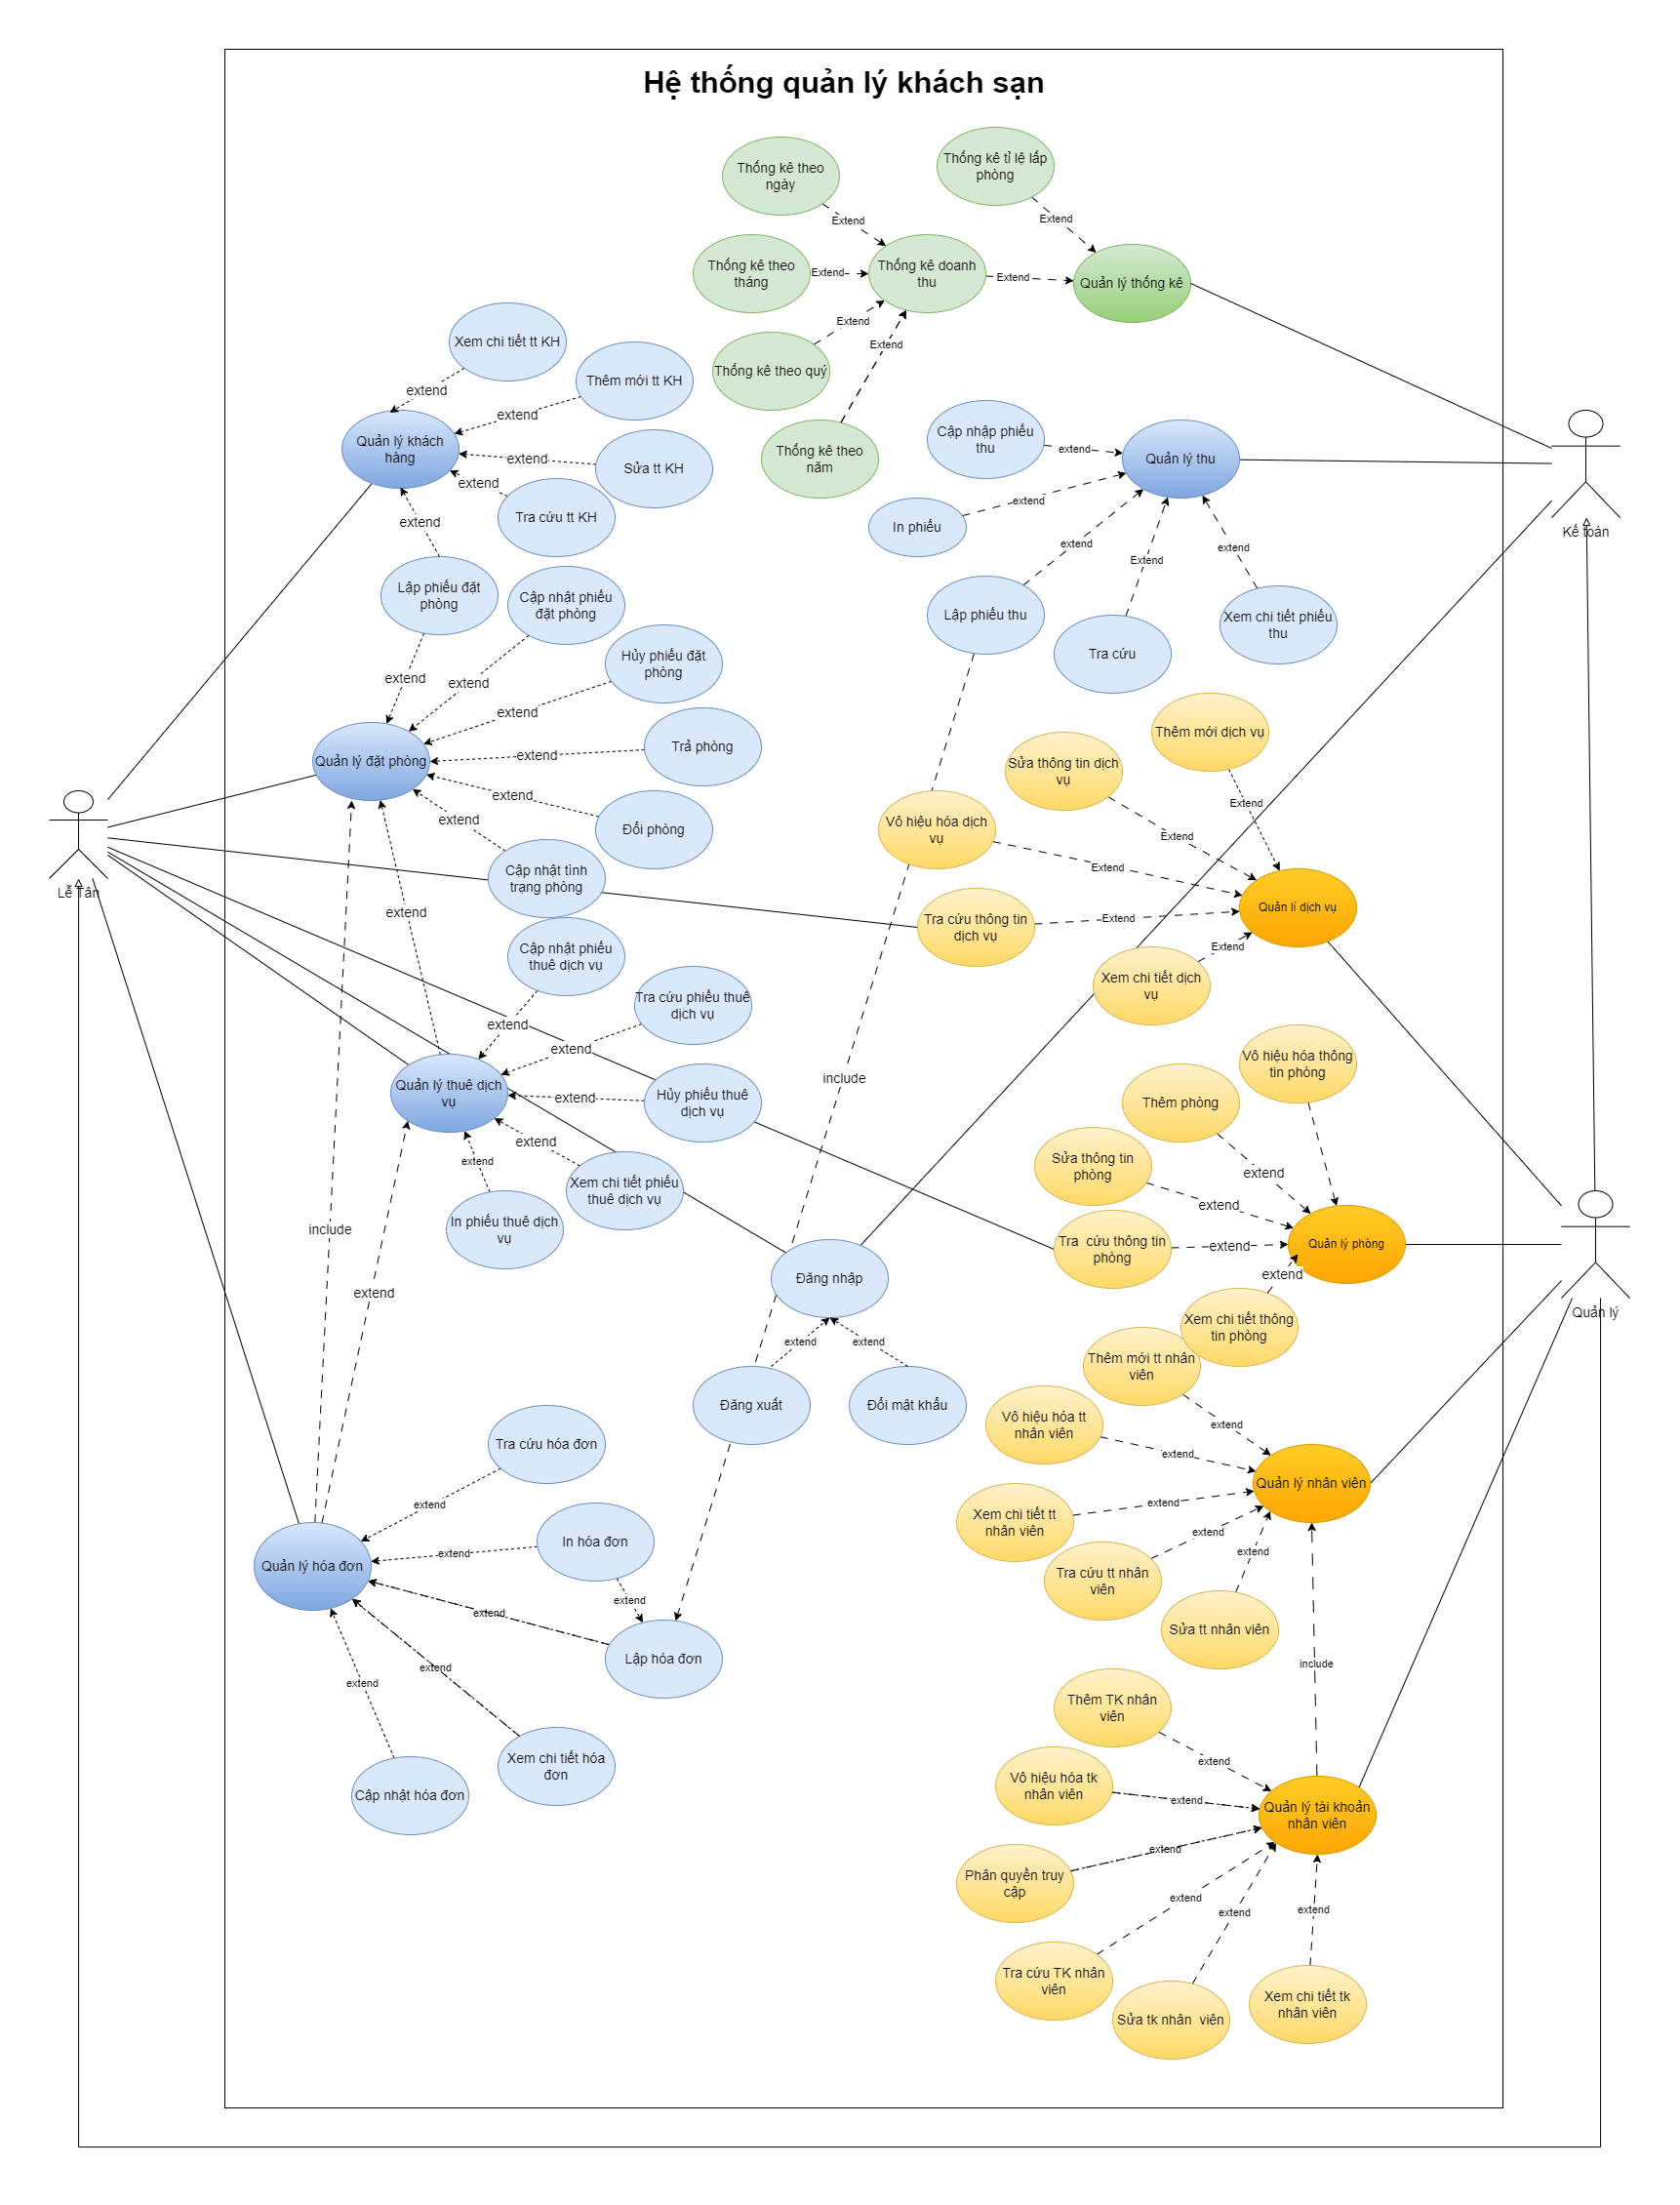 Hệ thống quản lý khách sạn
Thống kê theo
ngày
Thống kê tỉ lệ lấp
phòng
Extend
Extend
Thống kê theo
tháng
Extend
Thống kê doanh
thu
Extend
Quản lý thống kê
Extend
Extend
Thống kê theo quý
Thống kê theo
năm
Xem chi tiết tt KH
extend
Thêm mới tt KH
extend
Quản lý khách
hàng
extend
Sửa tt KH
extend
Tra cứu tt KH
extend
Cập nhập phiếu
thu
extend
Quản lý thu
In phiếu
extend
extend
Extend
extend
Lập phiếu thu
Tra cứu
Xem chi tiết phiếu
thu
Kế toán
Lập phiếu đặt
phòng
Cập nhật phiếu
đặt phòng
extend
extend
Hủy phiếu đặt
phòng
extend
Quản lý đặt phòng
extend
Trả phòng
extend
Đổi phòng
extend
Cập nhật tình
trạng phòng
Lễ Tân
extend
Thêm mới dịch vụ
Sửa thông tin dịch
vụ
Extend
Extend
Vô hiệu hóa dịch
vụ
Extend
Quản lí dịch vụ
Tra cứu thông tin
dịch vụ
Extend
Extend
Xem chi tiết dịch
vụ
Cập nhật phiếu
thuê dịch vụ
extend
Tra cứu phiếu thuê
dịch vụ
extend
Quản lý thuê dịch
vụ
extend
Hủy phiếu thuê
dịch vụ
include
extend
extend
Xem chi tiết phiếu
thuê dịch vụ
In phiếu thuê dịch
vụ
include
extend
Vô hiệu hóa thông
tin phòng
Thêm phòng
Sửa thông tin
phòng
extend
extend
Tra  cứu thông tin
phòng
extend
Quản lý phòng
extend
Xem chi tiết thông
tin phòng
Quản lý
Đăng nhập
extend
extend
Đăng xuất
Đổi mật khẩu
Thêm mới tt nhân
viên
Vô hiệu hóa tt
nhân viên
extend
extend
Quản lý nhân viên
Xem chi tiết tt
nhân viên
extend
extend
extend
Tra cứu tt nhân
viên
Sửa tt nhân viên
include
Tra cứu hóa đơn
extend
In hóa đơn
extend
Quản lý hóa đơn
extend
extend
Lập hóa đơn
extend
extend
Xem chi tiết hóa
đơn
Cập nhật hóa đơn
Thêm TK nhân
viên
extend
Vô hiệu hóa tk
nhân viên
extend
Quản lý tài khoản
nhân viên
Phân quyền truy
cập
extend
extend
extend
extend
Tra cứu TK nhân
viên
Sửa tk nhân  viên
Xem chi tiết tk
nhân viên